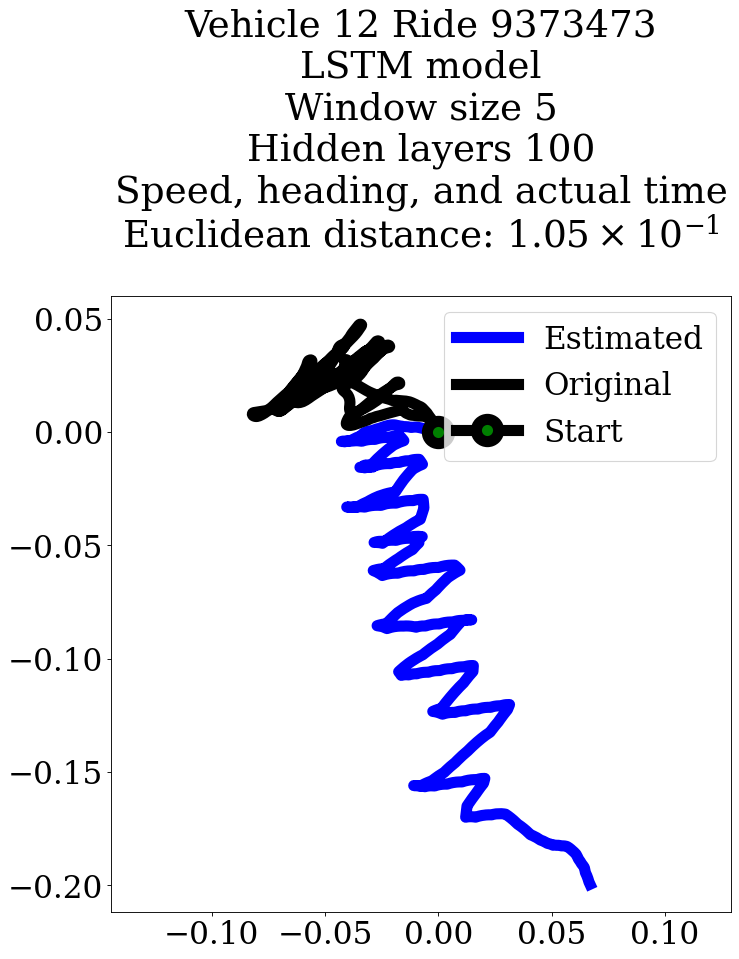 Vehicle 12 Ride 9373473
LSTM model
Window size 5
Hidden layers 100
Speed, heading, and actual time
Euclidean distance: 1.05 × 10⁻¹
Estimated
Original
Start
0.05
0.00
−0.05
−0.10
−0.15
−0.20
−0.10 −0.05 0.00 0.05 0.10